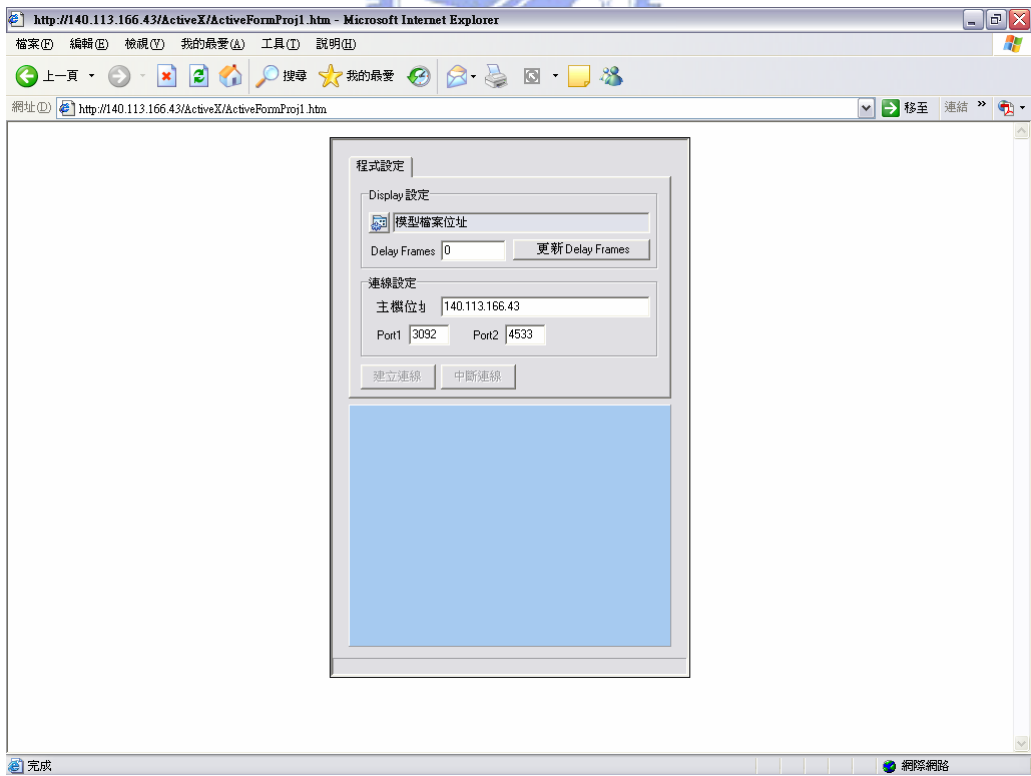 http://140.113.166.43/ActiveX/ActiveFormProj1.htm - Microsoft Internet Explorer
檔案(F) 編輯(E) 檢視(V) 我的最愛(A) 工具(T) 說明(H)
上一頁 搜尋 我的最愛
網址(D) http://140.113.166.43/ActiveX/ActiveFormProj1.htm 移至 連結 »
程式設定
Display 設定
模型檔案位址
Delay Frames 0 更新 Delay Frames
連線設定
主機位址 140.113.166.43
Port1 3092 Port2 4533
建立連線 中斷連線
完成 網際網路